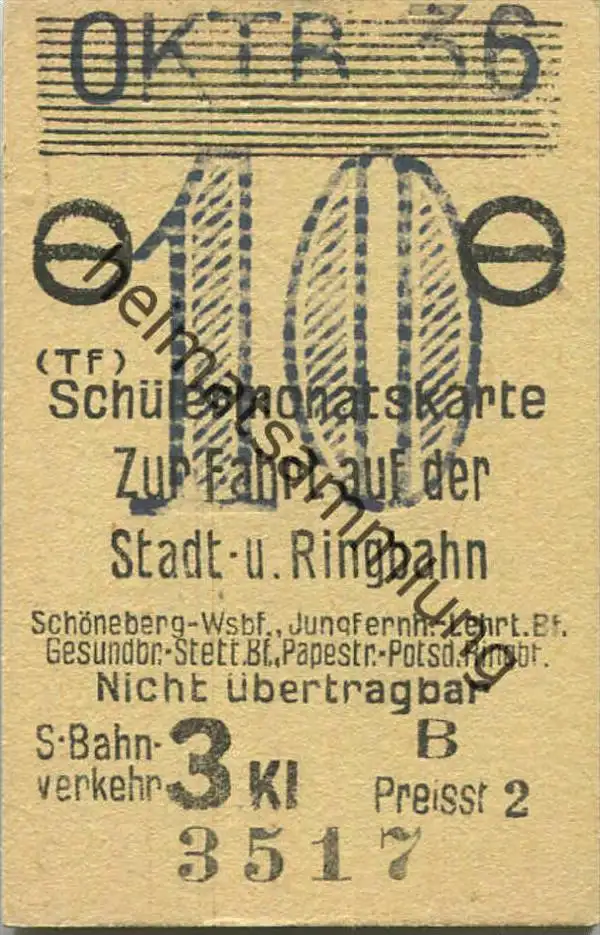 OKTR 36
10
(Tf)
Schülermonatskarte
Zur Fahrt auf der
Stadt- u. Ringbahn
Schöneberg-Wsbf., Jungfernh.-Lehrt.Bf.
Gesundbr.-Stett.Bf., Papestr.-Potsd.Ringbf.
Nicht übertragbar
S-Bahn-
verkehr 3 Kl
B
Preisst 2
3517
heimatsammlung